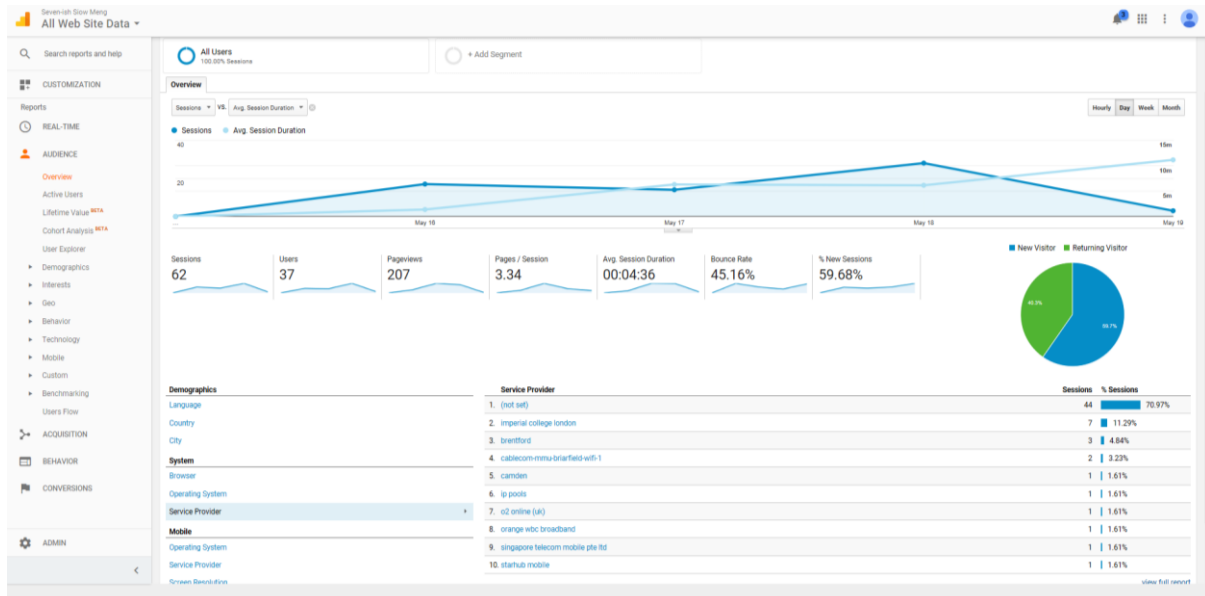 Seven-ish Slow Meng
All Web Site Data
3
Search reports and help
CUSTOMIZATION
Reports
REAL-TIME
AUDIENCE
Overview
Active Users
Lifetime Value BETA
Cohort Analysis BETA
User Explorer
Demographics
Interests
Geo
Behavior
Technology
Mobile
Custom
Benchmarking
Users Flow
ACQUISITION
BEHAVIOR
CONVERSIONS
ADMIN
All Users
100.00% Sessions
+ Add Segment
Overview
Sessions VS. Avg. Session Duration
Hourly Day Week Month
Sessions Avg. Session Duration
40 15m
10m
20
5m
... May 16 May 17 May 18 May 19
New Visitor Returning Visitor
Sessions Users Pageviews Pages / Session Avg. Session Duration Bounce Rate % New Sessions
62 37 207 3.34 00:04:36 45.16% 59.68%
Demographics
Language
Country
City
System
Browser
Operating System
Service Provider
Mobile
Operating System
Service Provider
Screen Resolution
Service Provider Sessions % Sessions
1. (not set) 44 70.97%
2. imperial college london 7 11.29%
3. brentford 3 4.84%
4. cablecom-mmu-briarfield-wifi-1 2 3.23%
5. camden 1 1.61%
6. ip pools 1 1.61%
7. o2 online (uk) 1 1.61%
8. orange wbc broadband 1 1.61%
9. singapore telecom mobile pte ltd 1 1.61%
10. starhub mobile 1 1.61%
view full report